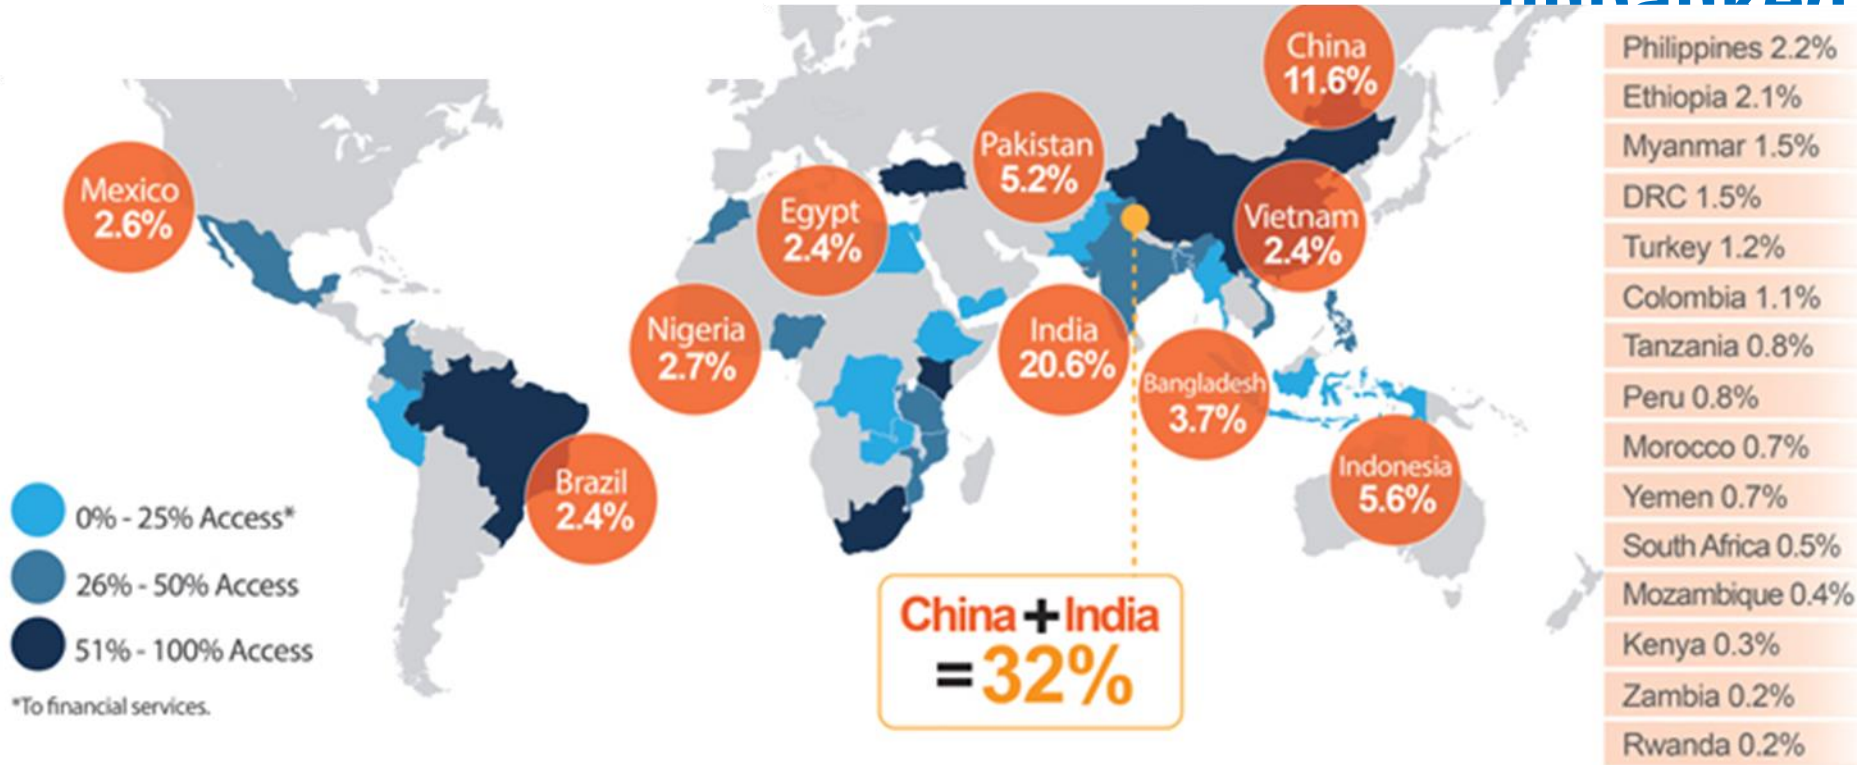 China
11.6%
Pakistan
5.2%
Mexico
2.6%
Egypt
2.4%
Vietnam
2.4%
Nigeria
2.7%
India
20.6%
Bangladesh
3.7%
Indonesia
5.6%
Brazil
2.4%
0% - 25% Access*
26% - 50% Access
51% - 100% Access
*To financial services.
China + India
= 32%
Philippines 2.2%
Ethiopia 2.1%
Myanmar 1.5%
DRC 1.5%
Turkey 1.2%
Colombia 1.1%
Tanzania 0.8%
Peru 0.8%
Morocco 0.7%
Yemen 0.7%
South Africa 0.5%
Mozambique 0.4%
Kenya 0.3%
Zambia 0.2%
Rwanda 0.2%